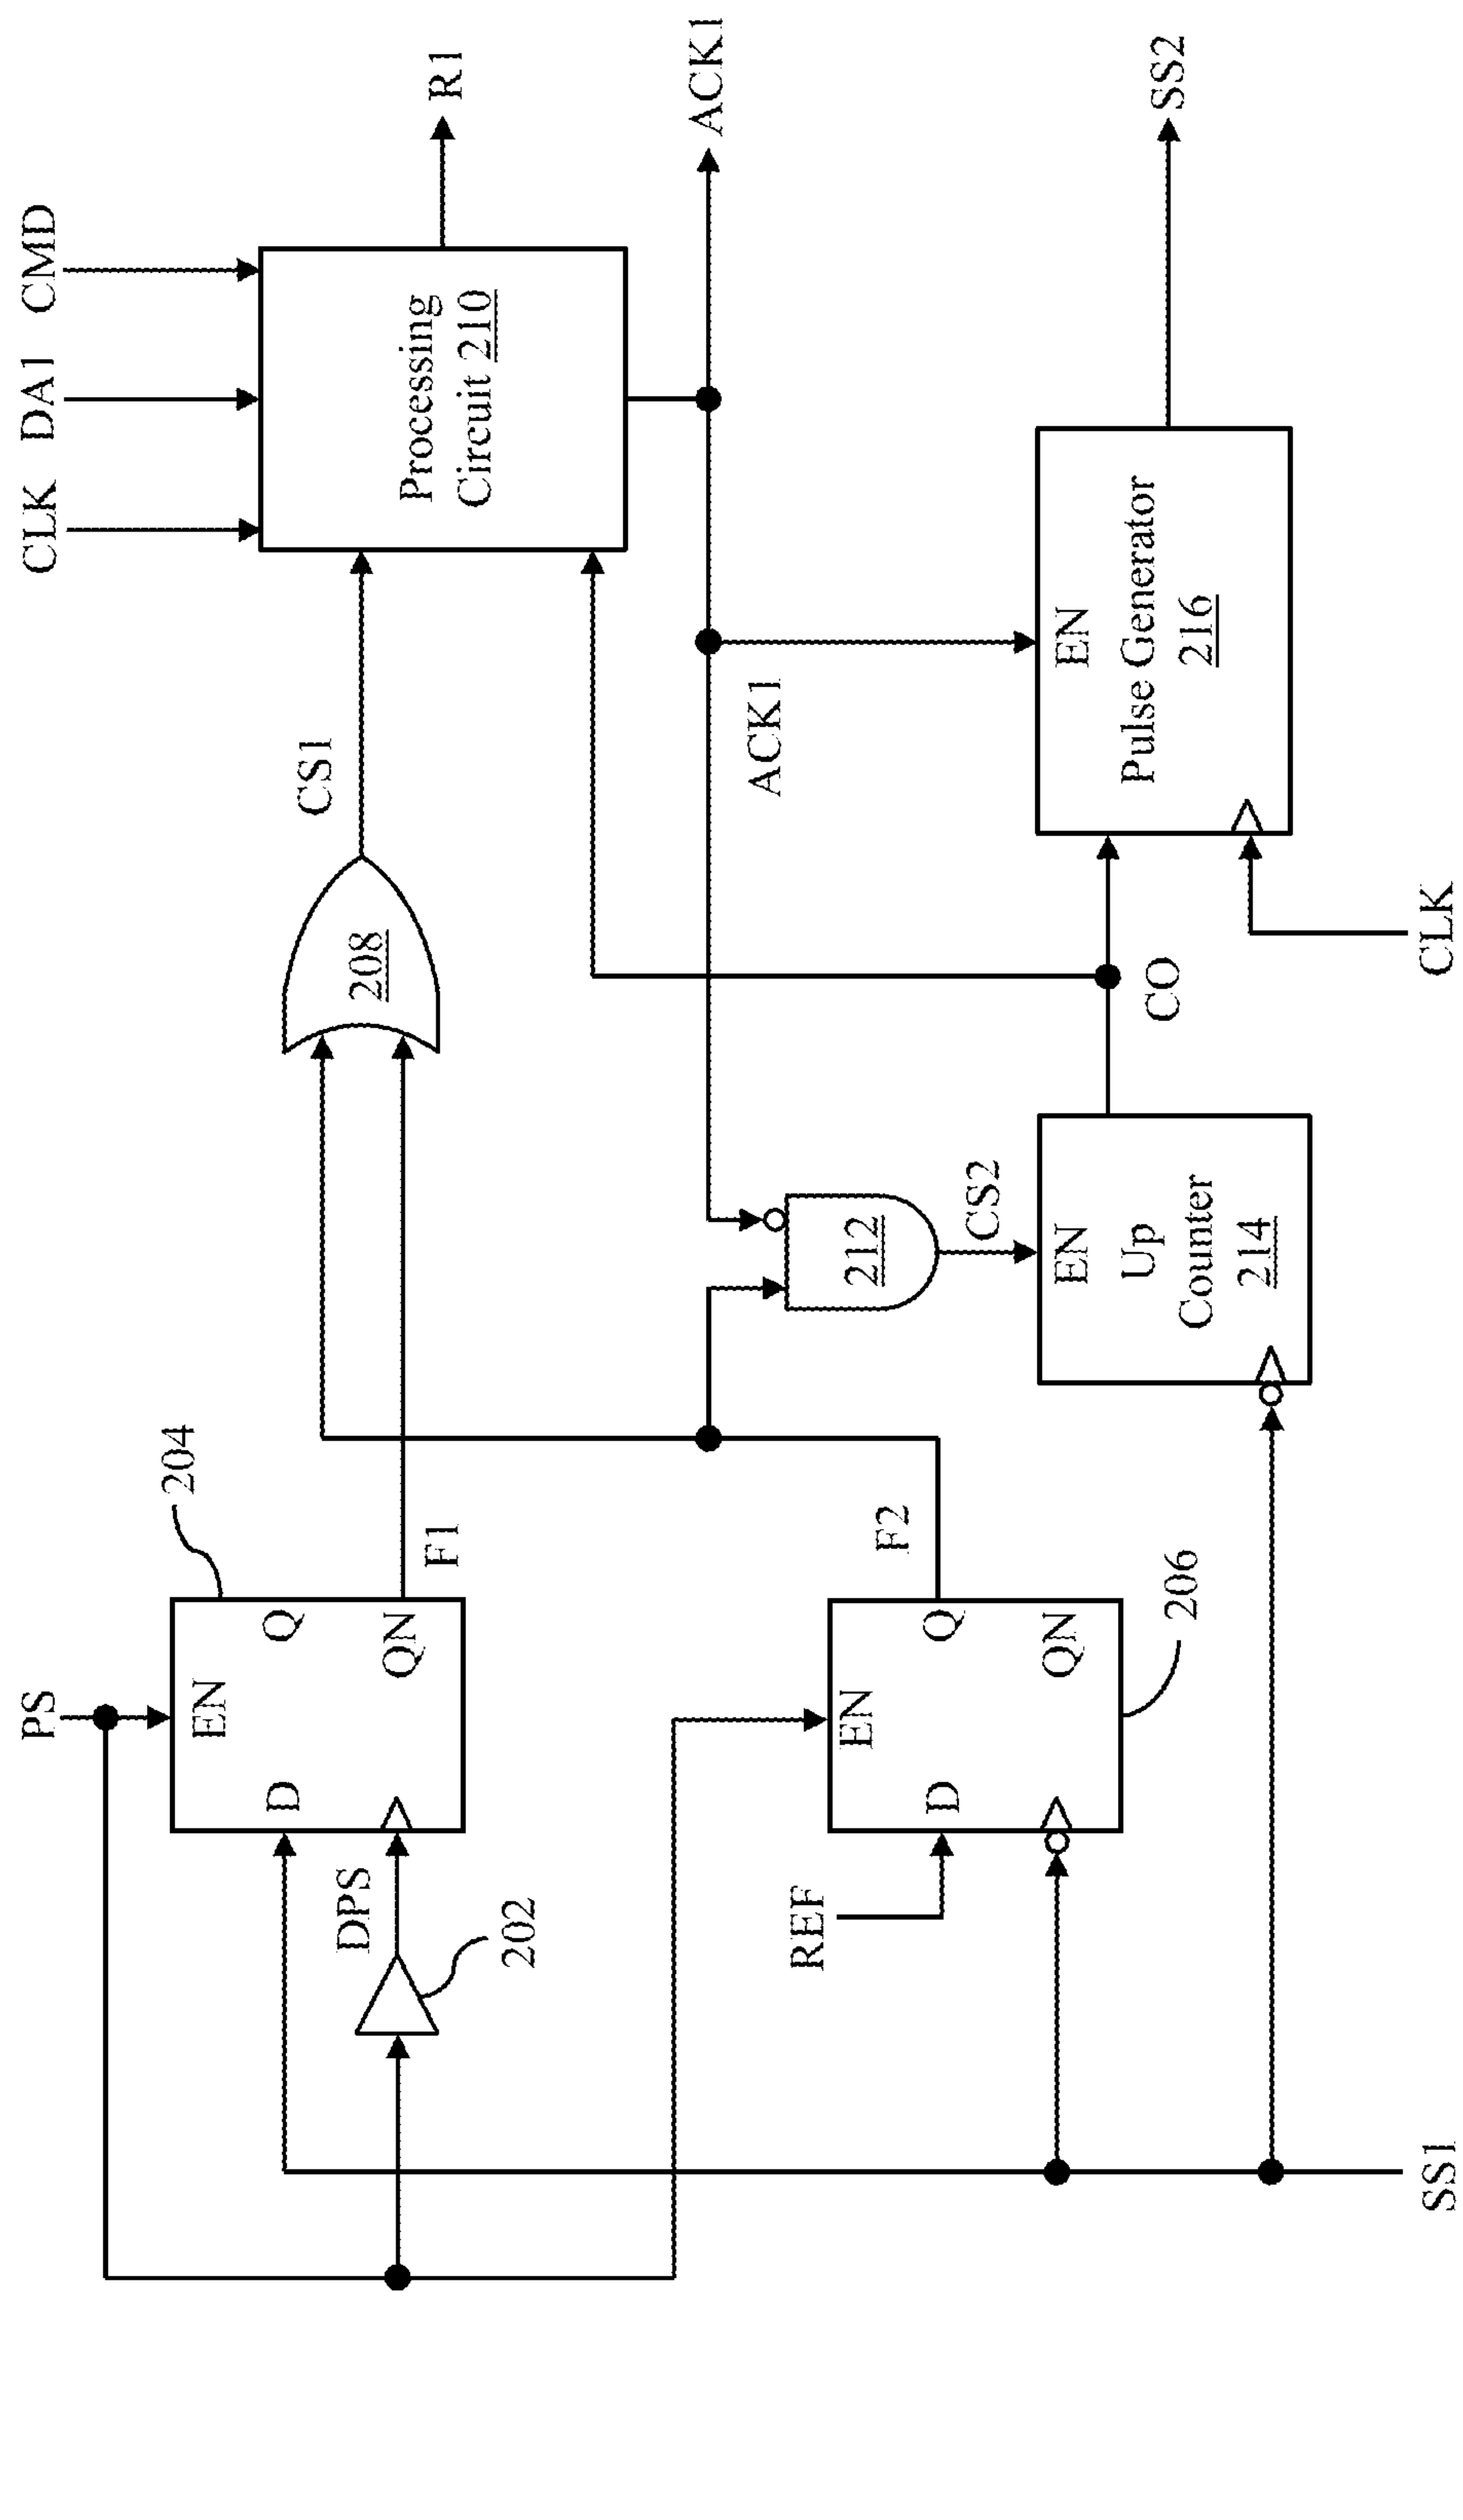 PS
CLK
DA1
CMD
204
EN
D
Q
QN
F1
DPS
202
208
CS1
Processing
Circuit 210
R1
ACK1
ACK1
REF
EN
D
Q
QN
F2
206
212
CS2
EN
Up
Counter
214
CO
EN
Pulse Generator
216
SS2
SS1
CLK